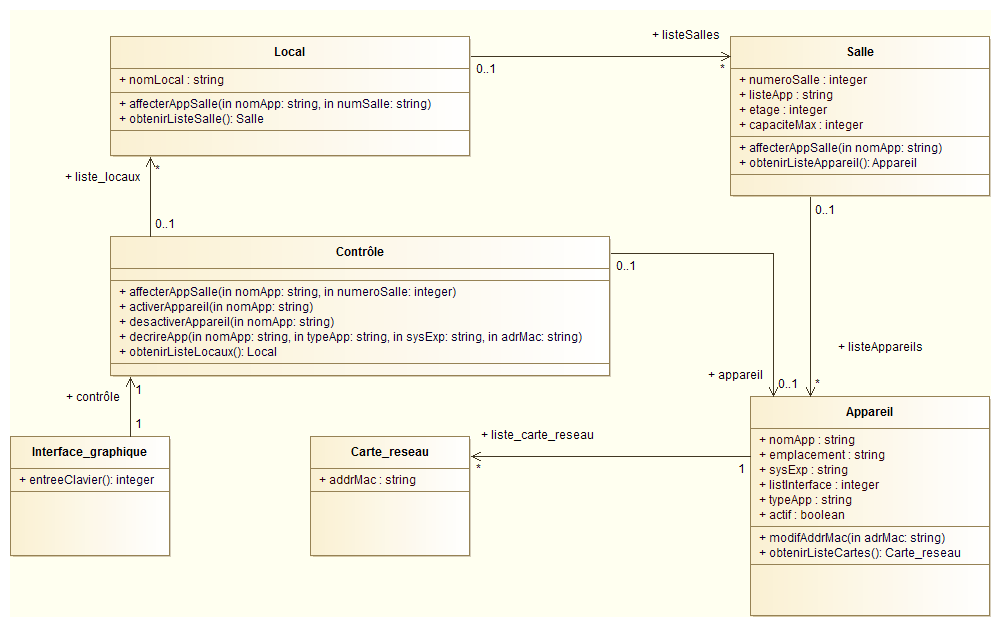 + listeSalles
Local
0..1
*
+ nomLocal : string
+ affecterAppSalle(in nomApp: string, in numSalle: string)
+ obtenirListeSalle(): Salle
Salle
+ numeroSalle : integer
+ listeApp : string
+ etage : integer
+ capaciteMax : integer
+ affecterAppSalle(in nomApp: string)
+ obtenirListeAppareil(): Appareil
*
+ liste_locaux
0..1
0..1
Contrôle
0..1
+ affecterAppSalle(in nomApp: string, in numeroSalle: integer)
+ activerAppareil(in nomApp: string)
+ desactiverAppareil(in nomApp: string)
+ decrireApp(in nomApp: string, in typeApp: string, in sysExp: string, in adrMac: string)
+ obtenirListeLocaux(): Local
+ listeAppareils
+ appareil
0..1
*
1
+ contrôle
1
Interface_graphique
+ entreeClavier(): integer
Carte_reseau
+ addrMac : string
+ liste_carte_reseau
*
1
Appareil
+ nomApp : string
+ emplacement : string
+ sysExp : string
+ listInterface : integer
+ typeApp : string
+ actif : boolean
+ modifAddrMac(in adrMac: string)
+ obtenirListeCartes(): Carte_reseau